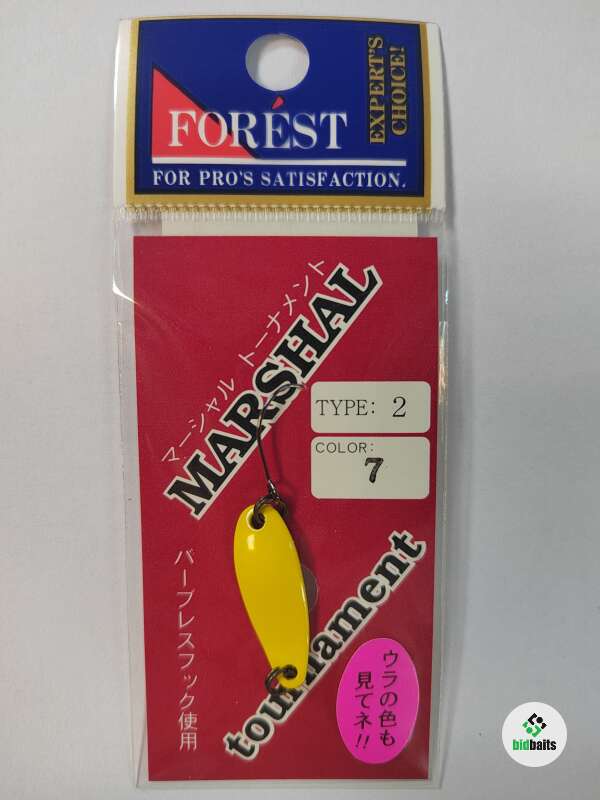 EXPERT'S
CHOICE!
FORÉST
FOR PRO'S SATISFACTION.
マーシャル トーナメント
MARSHAL
TYPE: 2
COLOR:
7
バーブレスフック使用
tournament
ウラの色も
見てネ!!
bidbaits